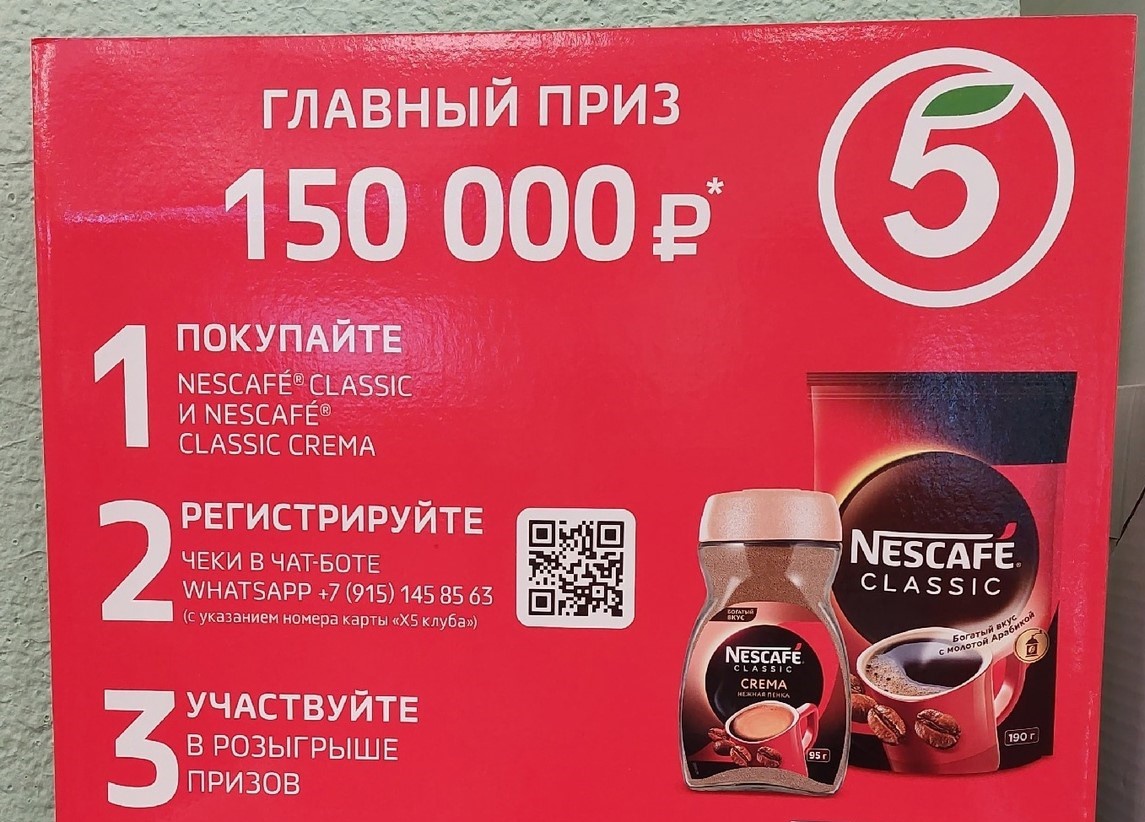 ГЛАВНЫЙ ПРИЗ
150 000 ₽*
5
1
ПОКУПАЙТЕ
NESCAFÉ® CLASSIC
И NESCAFÉ®
CLASSIC CREMA
2
РЕГИСТРИРУЙТЕ
ЧЕКИ В ЧАТ-БОТЕ
WHATSAPP +7 (915) 145 85 63
(с указанием номера карты «X5 клуба»)
3
УЧАСТВУЙТЕ
В РОЗЫГРЫШЕ
ПРИЗОВ
БОГАТЫЙ
ВКУС
NESCAFÉ
CLASSIC
CREMA
НЕЖНАЯ ПЕНКА
95 г
NESCAFÉ®
CLASSIC
Богатый вкус
с молотой Арабикой
190 г